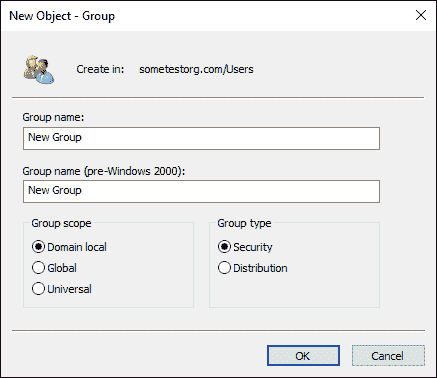 New Object - Group
Create in: sometestorg.com/Users
Group name:
New Group
Group name (pre-Windows 2000):
New Group
Group scope
Domain local
Global
Universal
Group type
Security
Distribution
OK Cancel